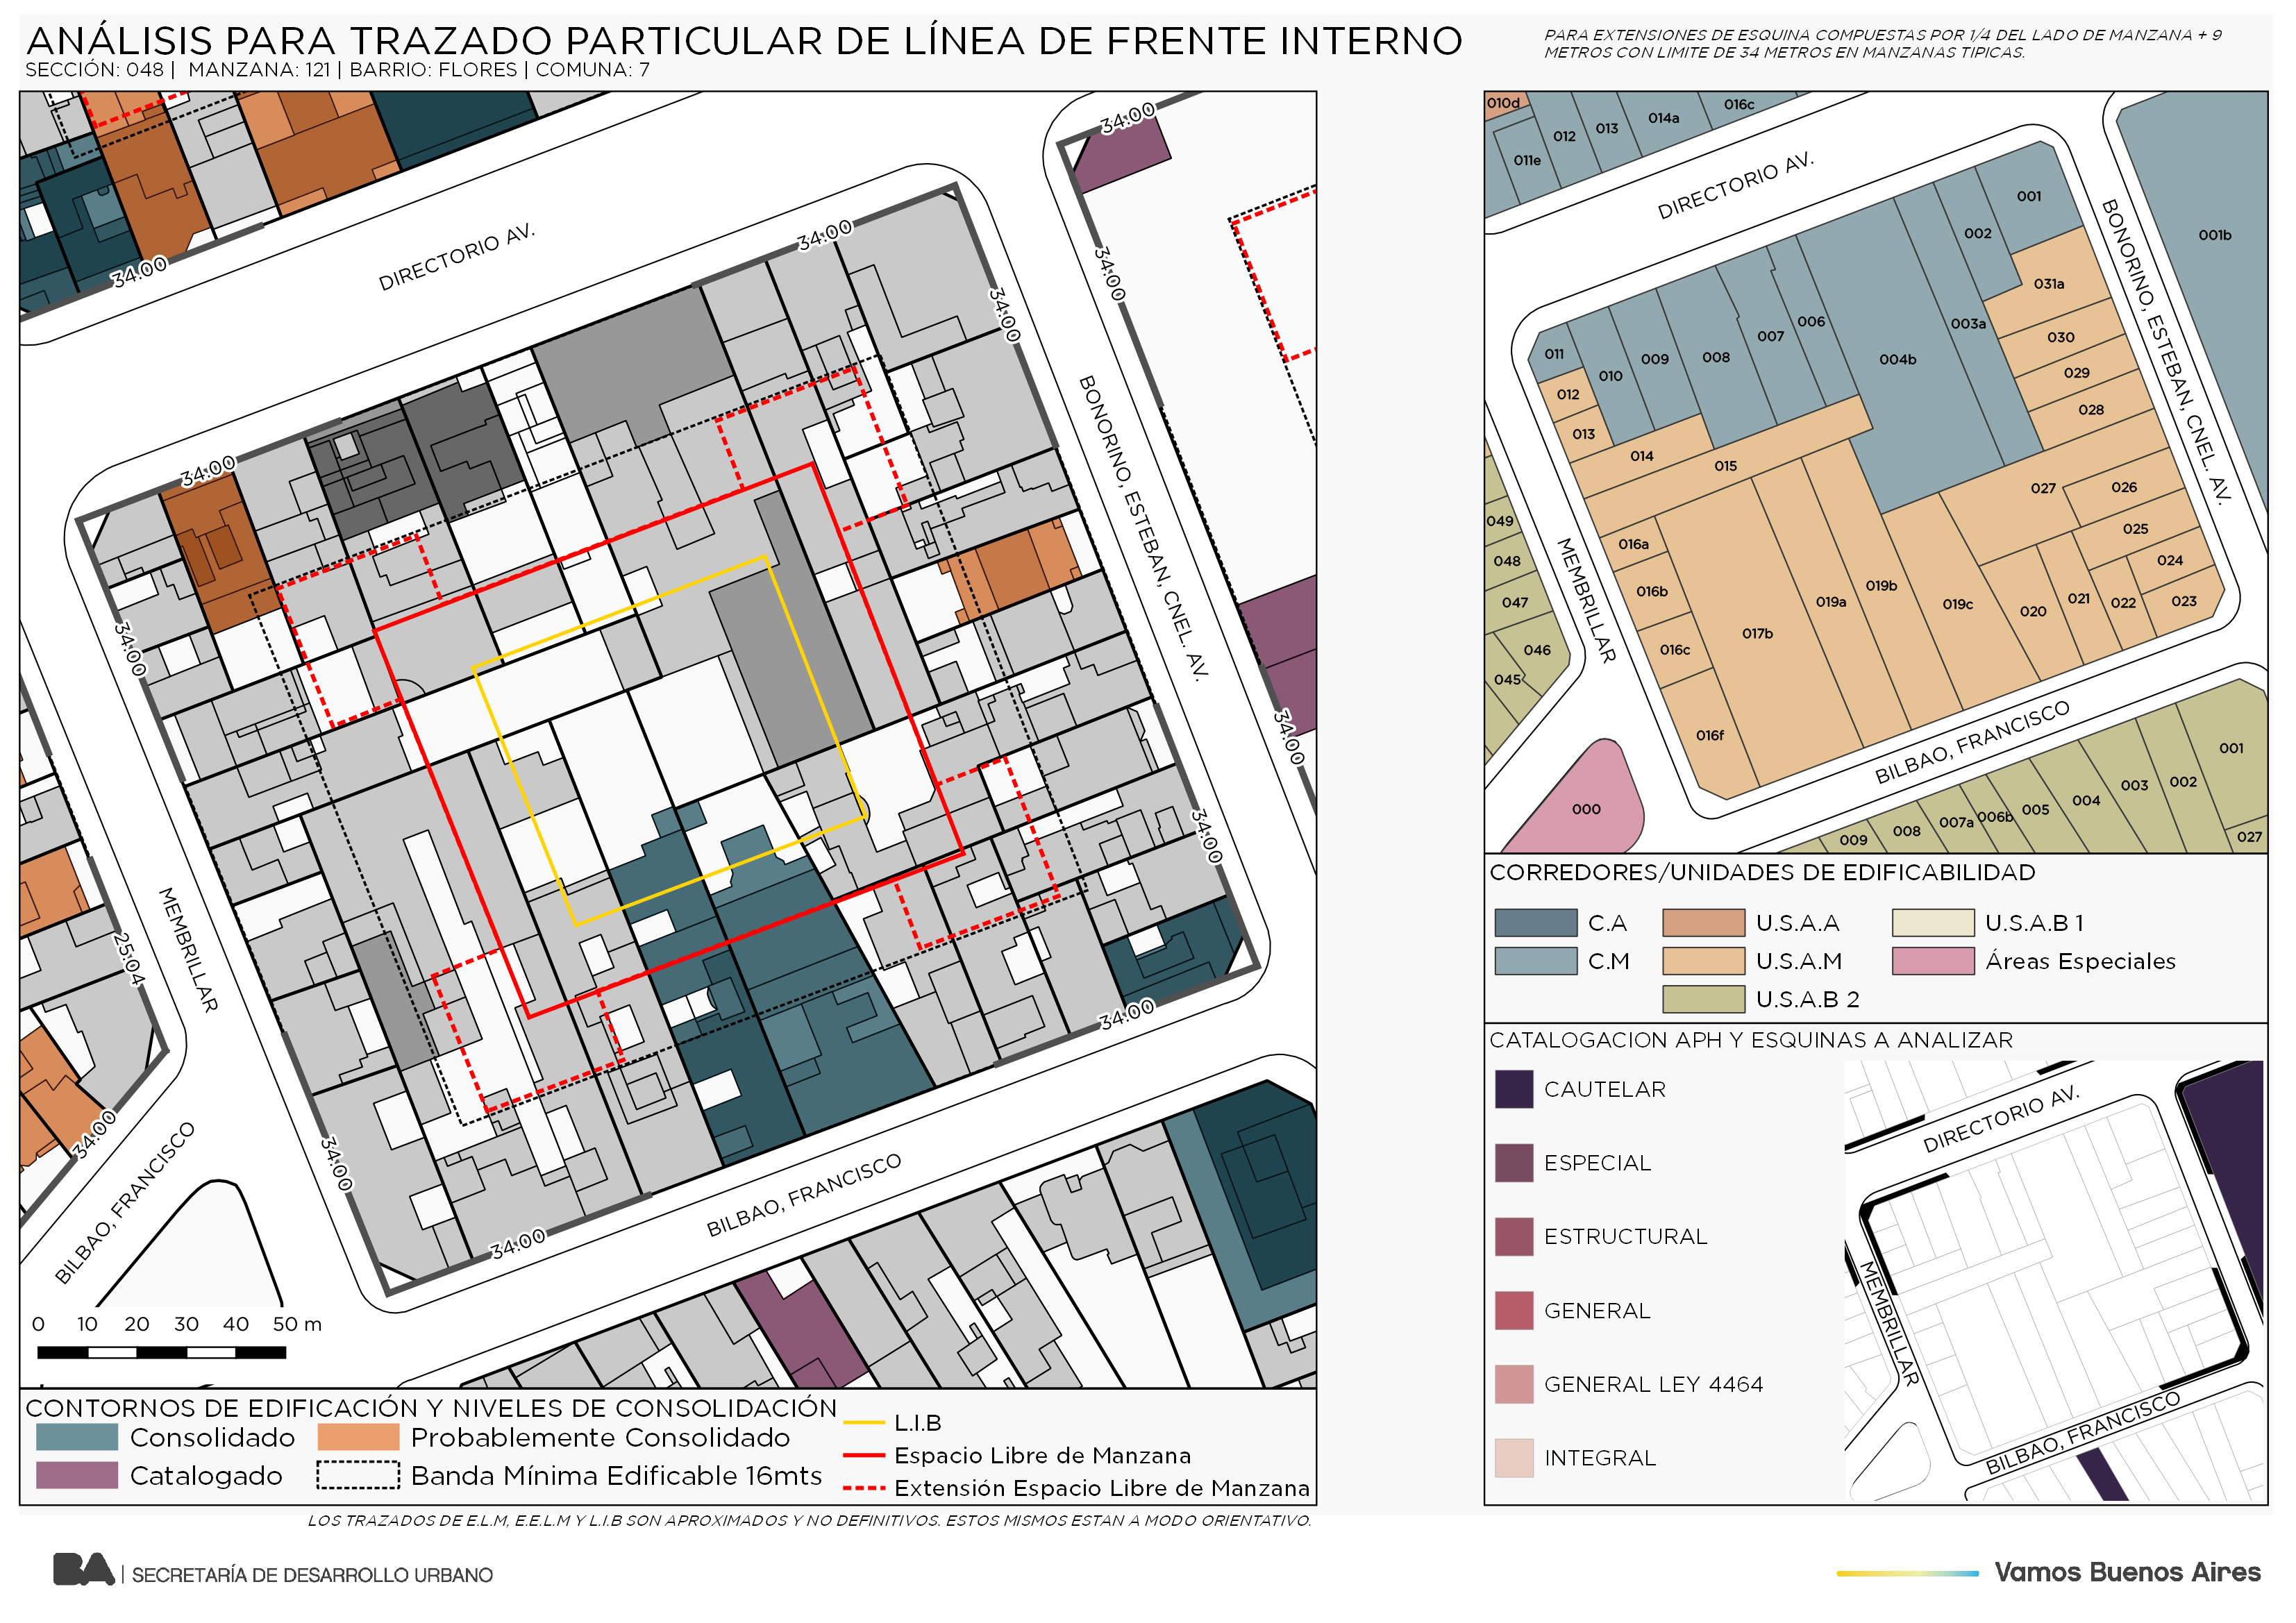 ANÁLISIS PARA TRAZADO PARTICULAR DE LÍNEA DE FRENTE INTERNO
SECCIÓN: 048 | MANZANA: 121 | BARRIO: FLORES | COMUNA: 7
PARA EXTENSIONES DE ESQUINA COMPUESTAS POR 1/4 DEL LADO DE MANZANA + 9
METROS CON LIMITE DE 34 METROS EN MANZANAS TIPICAS.
34.00
34.00
DIRECTORIO AV.
34.00
34.00
34.00
34.00
34.00
34.00
BONORINO, ESTEBAN, CNEL. AV.
34.00
34.00
MEMBRILLAR
25.04
34.00
34.00
34.00
34.00
BILBAO, FRANCISCO
BILBAO, FRANCISCO
0 10 20 30 40 50 m
CONTORNOS DE EDIFICACIÓN Y NIVELES DE CONSOLIDACIÓN
Consolidado
Probablemente Consolidado
Catalogado
Banda Mínima Edificable 16mts
L.I.B
Espacio Libre de Manzana
Extensión Espacio Libre de Manzana
LOS TRAZADOS DE E.L.M, E.E.L.M Y L.I.B SON APROXIMADOS Y NO DEFINITIVOS. ESTOS MISMOS ESTAN A MODO ORIENTATIVO.
010d
011e
012
013
014a
016c
DIRECTORIO AV.
001b
BONORINO, ESTEBAN, CNEL. AV.
001
002
003a
004b
006
007
008
009
010
011
012
013
014
015
031a
030
029
028
027
026
025
024
023
022
021
020
019c
019b
019a
017b
016a
016b
016c
016f
MEMBRILLAR
049
048
047
046
045
000
BILBAO, FRANCISCO
009
008
007a
006b
005
004
003
002
001
027
CORREDORES/UNIDADES DE EDIFICABILIDAD
C.A
U.S.A.A
U.S.A.B 1
C.M
U.S.A.M
Áreas Especiales
U.S.A.B 2
CATALOGACION APH Y ESQUINAS A ANALIZAR
CAUTELAR
ESPECIAL
ESTRUCTURAL
GENERAL
GENERAL LEY 4464
INTEGRAL
DIRECTORIO AV.
MEMBRILLAR
BILBAO, FRANCISCO
BA | SECRETARÍA DE DESARROLLO URBANO
Vamos Buenos Aires